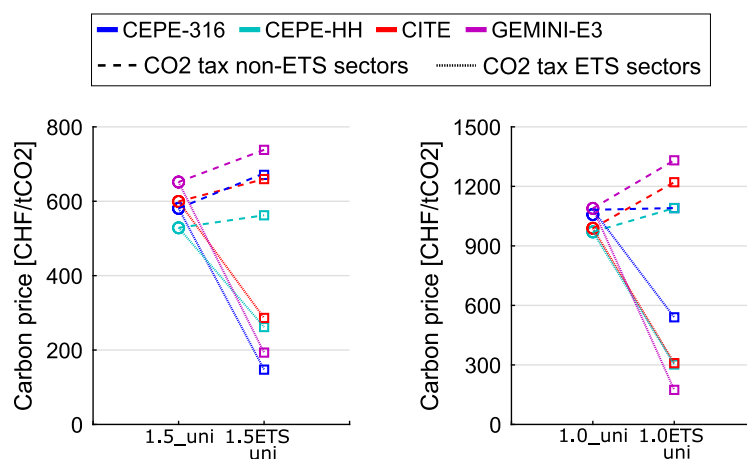 CEPE-316 CEPE-HH CITE GEMINI-E3
CO2 tax non-ETS sectors CO2 tax ETS sectors
Carbon price [CHF/tCO2]
800
600
400
200
0
1.5_uni 1.5ETS
uni
Carbon price [CHF/tCO2]
1500
1200
900
600
300
0
1.0_uni 1.0ETS
uni